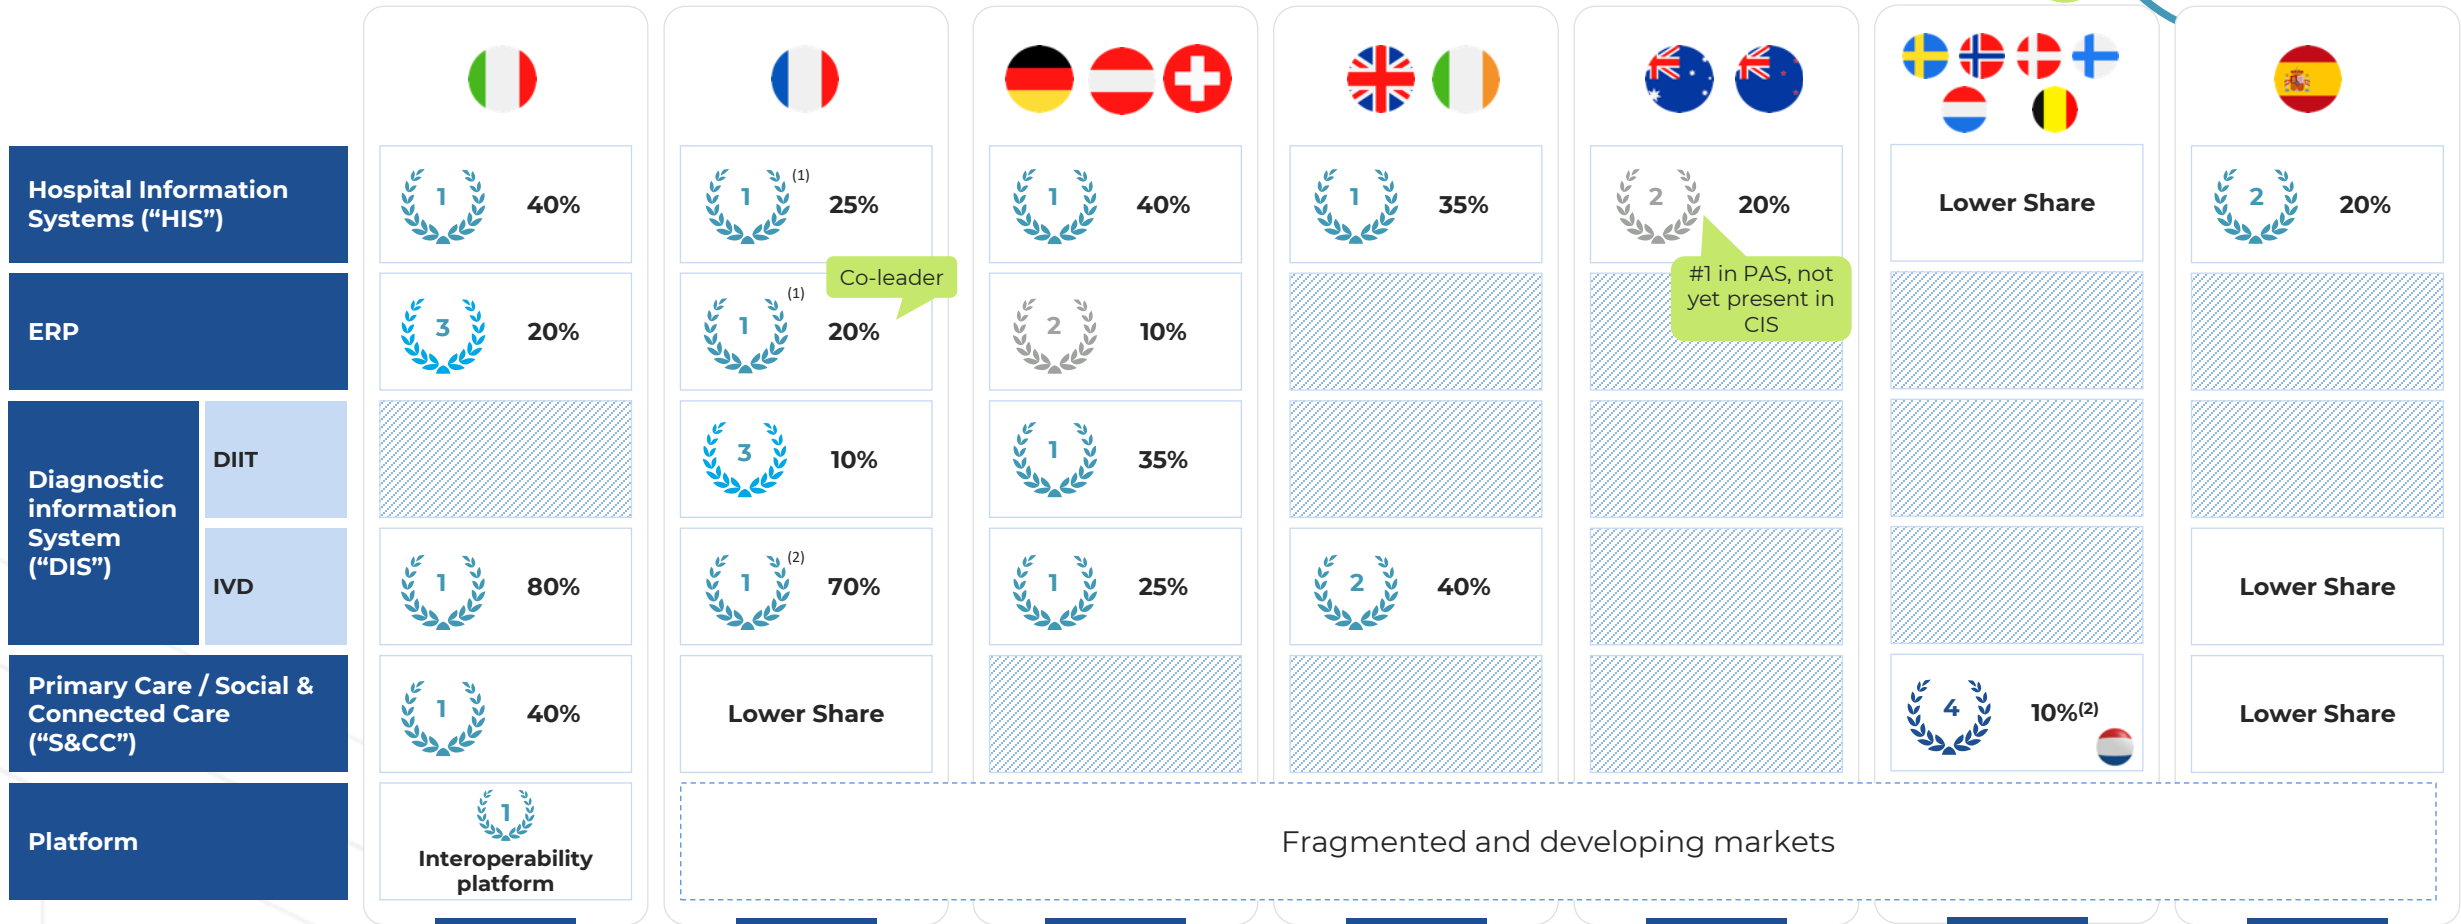 Hospital Information
Systems (“HIS”)
1
40%
1
(1)
25%
1
40%
1
35%
2
20%
Lower Share
2
20%
Co-leader
#1 in PAS, not
yet present in
CIS
ERP
3
20%
1
(1)
20%
2
10%
Diagnostic
information
System
(“DIS”)
DIIT
3
10%
1
35%
IVD
1
80%
1
(2)
70%
1
25%
2
40%
Lower Share
Primary Care / Social &
Connected Care
(“S&CC”)
1
40%
Lower Share
4
10%(2)
Lower Share
Platform
1
Interoperability
platform
Fragmented and developing markets